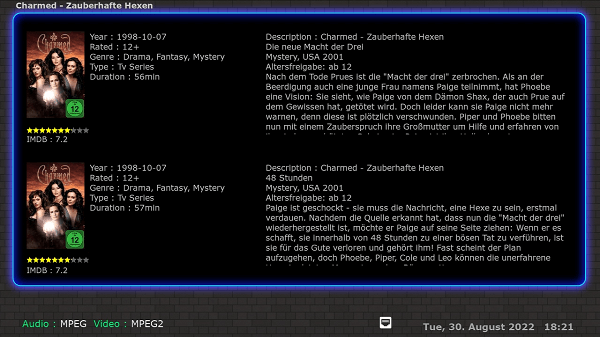 Charmed - Zauberhafte Hexen
Charmed
12
IMDB : 7.2
Year : 1998-10-07
Rated : 12+
Genre : Drama, Fantasy, Mystery
Type : Tv Series
Duration : 56min
Description : Charmed - Zauberhafte Hexen
Die neue Macht der Drei
Mystery, USA 2001
Altersfreigabe: ab 12
Nach dem Tode Prues ist die "Macht der drei" zerbrochen. Als an der
Beerdigung auch eine junge Frau namens Paige teilnimmt, hat Phoebe
eine Vision: Sie sieht, wie Paige von dem Dämon Shax, der auch Prue auf
dem Gewissen hat, getötet wird. Doch leider kann sie Paige nicht mehr
warnen, denn diese ist plötzlich verschwunden. Piper und Phoebe bitten
nun mit einem Zauberspruch ihre Großmutter um Hilfe und erfahren von
Charmed
12
IMDB : 7.2
Year : 1998-10-07
Rated : 12+
Genre : Drama, Fantasy, Mystery
Type : Tv Series
Duration : 57min
Description : Charmed - Zauberhafte Hexen
48 Stunden
Mystery, USA 2001
Altersfreigabe: ab 12
Paige ist geschockt - sie muss die Nachricht, eine Hexe zu sein, erstmal
verdauen. Nachdem die Quelle erkannt hat, dass nun die "Macht der drei"
wiederhergestellt ist, möchte er Paige auf seine Seite ziehen: Wenn er es
schafft, sie innerhalb von 48 Stunden zu einer bösen Tat zu verführen, ist
sie für das Gute verloren und gehört ihm! Fast scheint der Plan
aufzugehen, doch Phoebe, Piper, Cole und Leo können die unerfahrene
Audio : MPEG Video : MPEG2
Tue, 30. August 2022 18:21